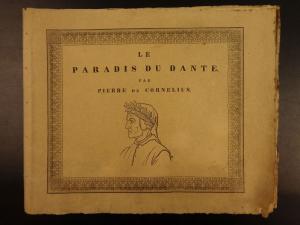 LE
PARADIS DU DANTE,
PAR
PIERRE DE CORNELIUS.